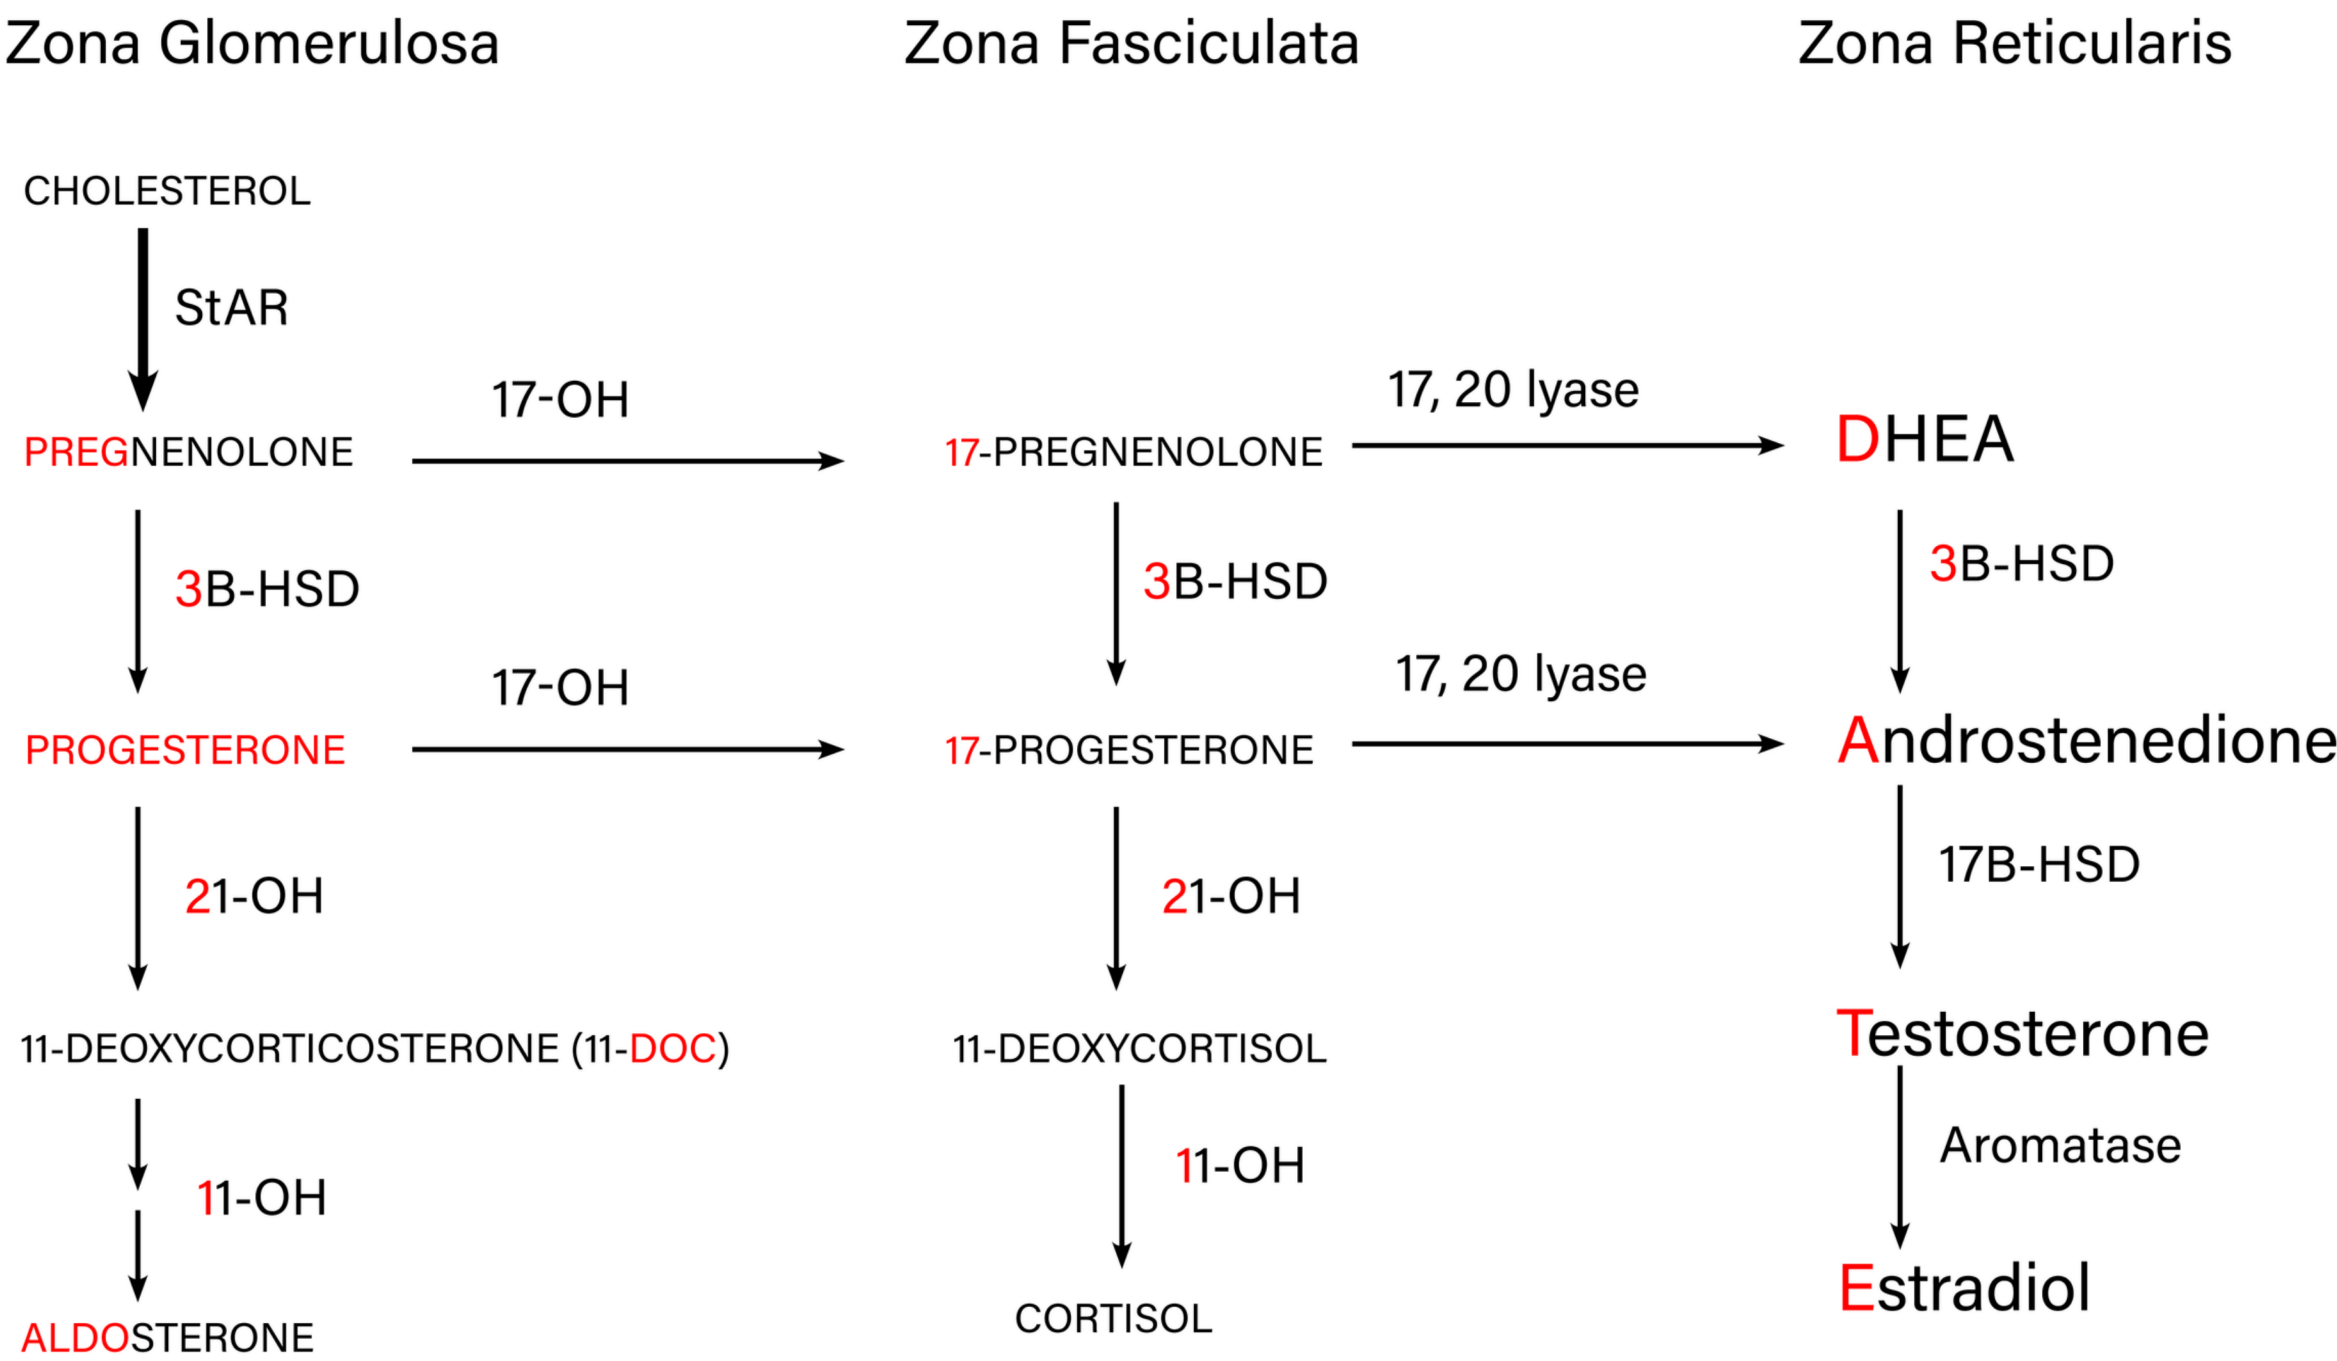 Zona Glomerulosa
Zona Fasciculata
Zona Reticularis
CHOLESTEROL
StAR
17-OH
17, 20 lyase
PREGNENOLONE
17-PREGNENOLONE
DHEA
3B-HSD
3B-HSD
3B-HSD
17-OH
17, 20 lyase
PROGESTERONE
17-PROGESTERONE
Androstenedione
21-OH
21-OH
17B-HSD
11-DEOXYCORTICOSTERONE (11-DOC)
11-DEOXYCORTISOL
Testosterone
11-OH
11-OH
Aromatase
ALDOSTERONE
CORTISOL
Estradiol